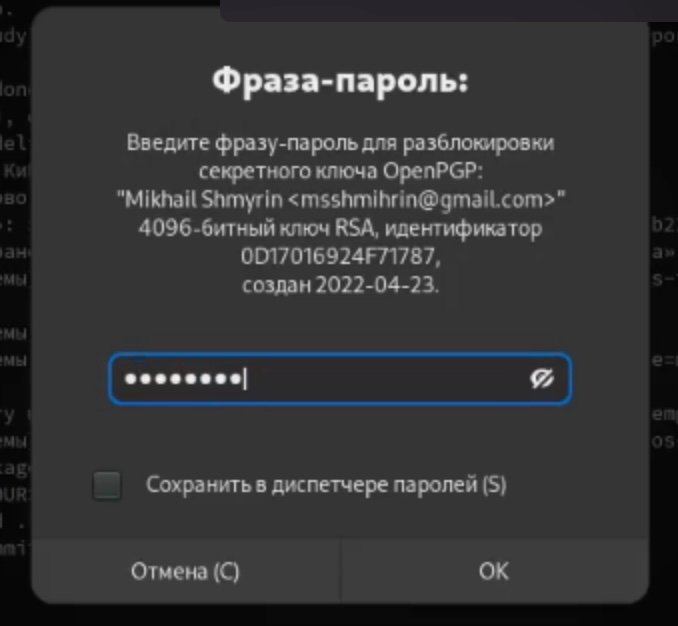 Фраза-пароль:
Введите фразу-пароль для разблокировки
секретного ключа OpenPGP:
"Mikhail Shmyrin <msshmihrin@gmail.com>"
4096-битный ключ RSA, идентификатор
0D17016924F71787,
создан 2022-04-23.
Сохранить в диспетчере паролей (S)
Отмена (C)
OK